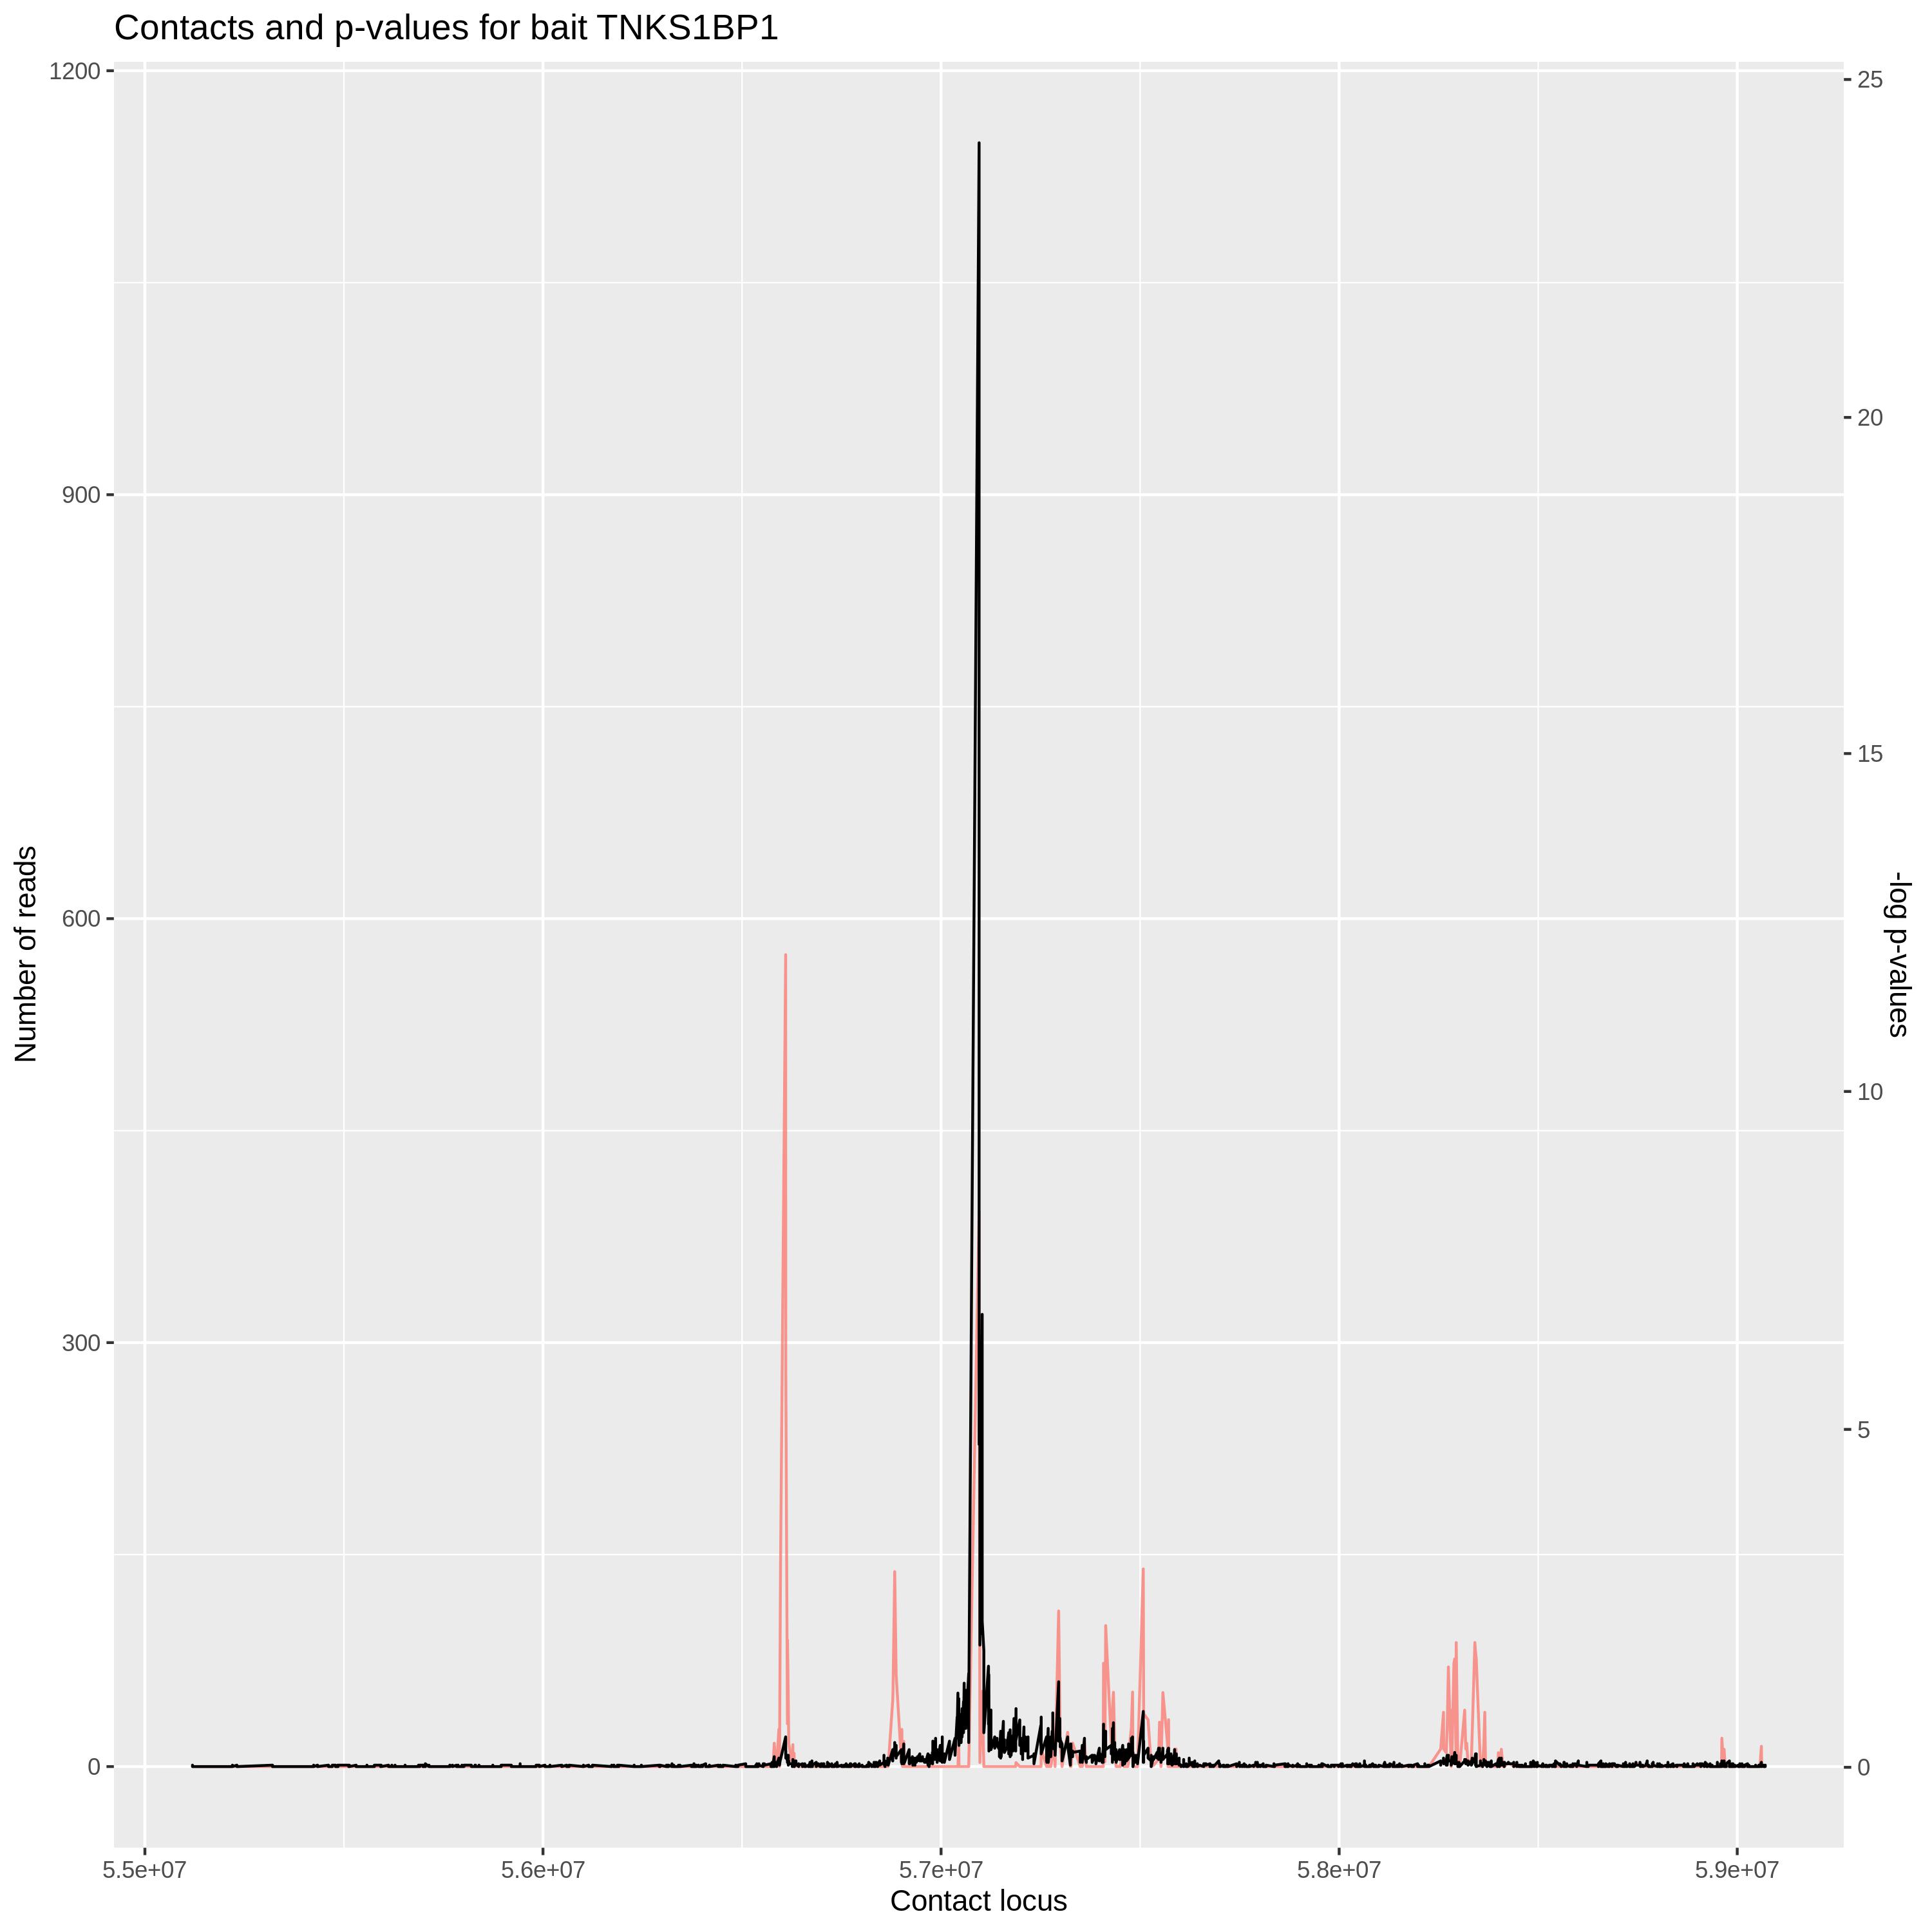 Contacts and p-values for bait TNKS1BP1
1200
900
600
300
0
Number of reads
25
20
15
10
5
0
-log p-values
5.5e+07
5.6e+07
5.7e+07
5.8e+07
5.9e+07
Contact locus